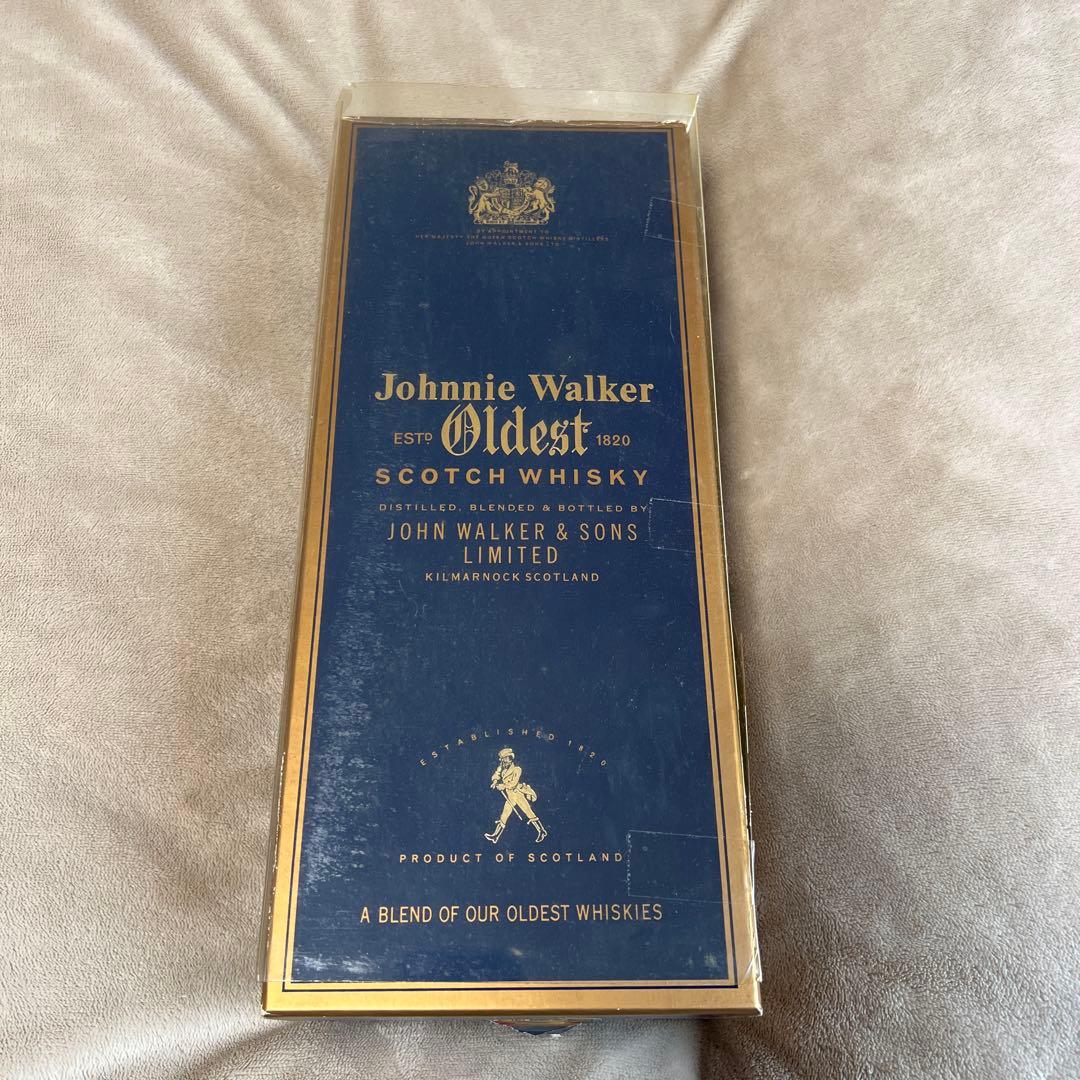 BY APPOINTMENT TO
HER MAJESTY THE QUEEN SCOTCH WHISKY DISTILLERS
JOHN WALKER & SONS LTD
Johnnie Walker
ESTD Oldest 1820
SCOTCH WHISKY
DISTILLED, BLENDED & BOTTLED BY
JOHN WALKER & SONS
LIMITED
KILMARNOCK SCOTLAND
ESTABLISHED 1820
PRODUCT OF SCOTLAND
A BLEND OF OUR OLDEST WHISKIES